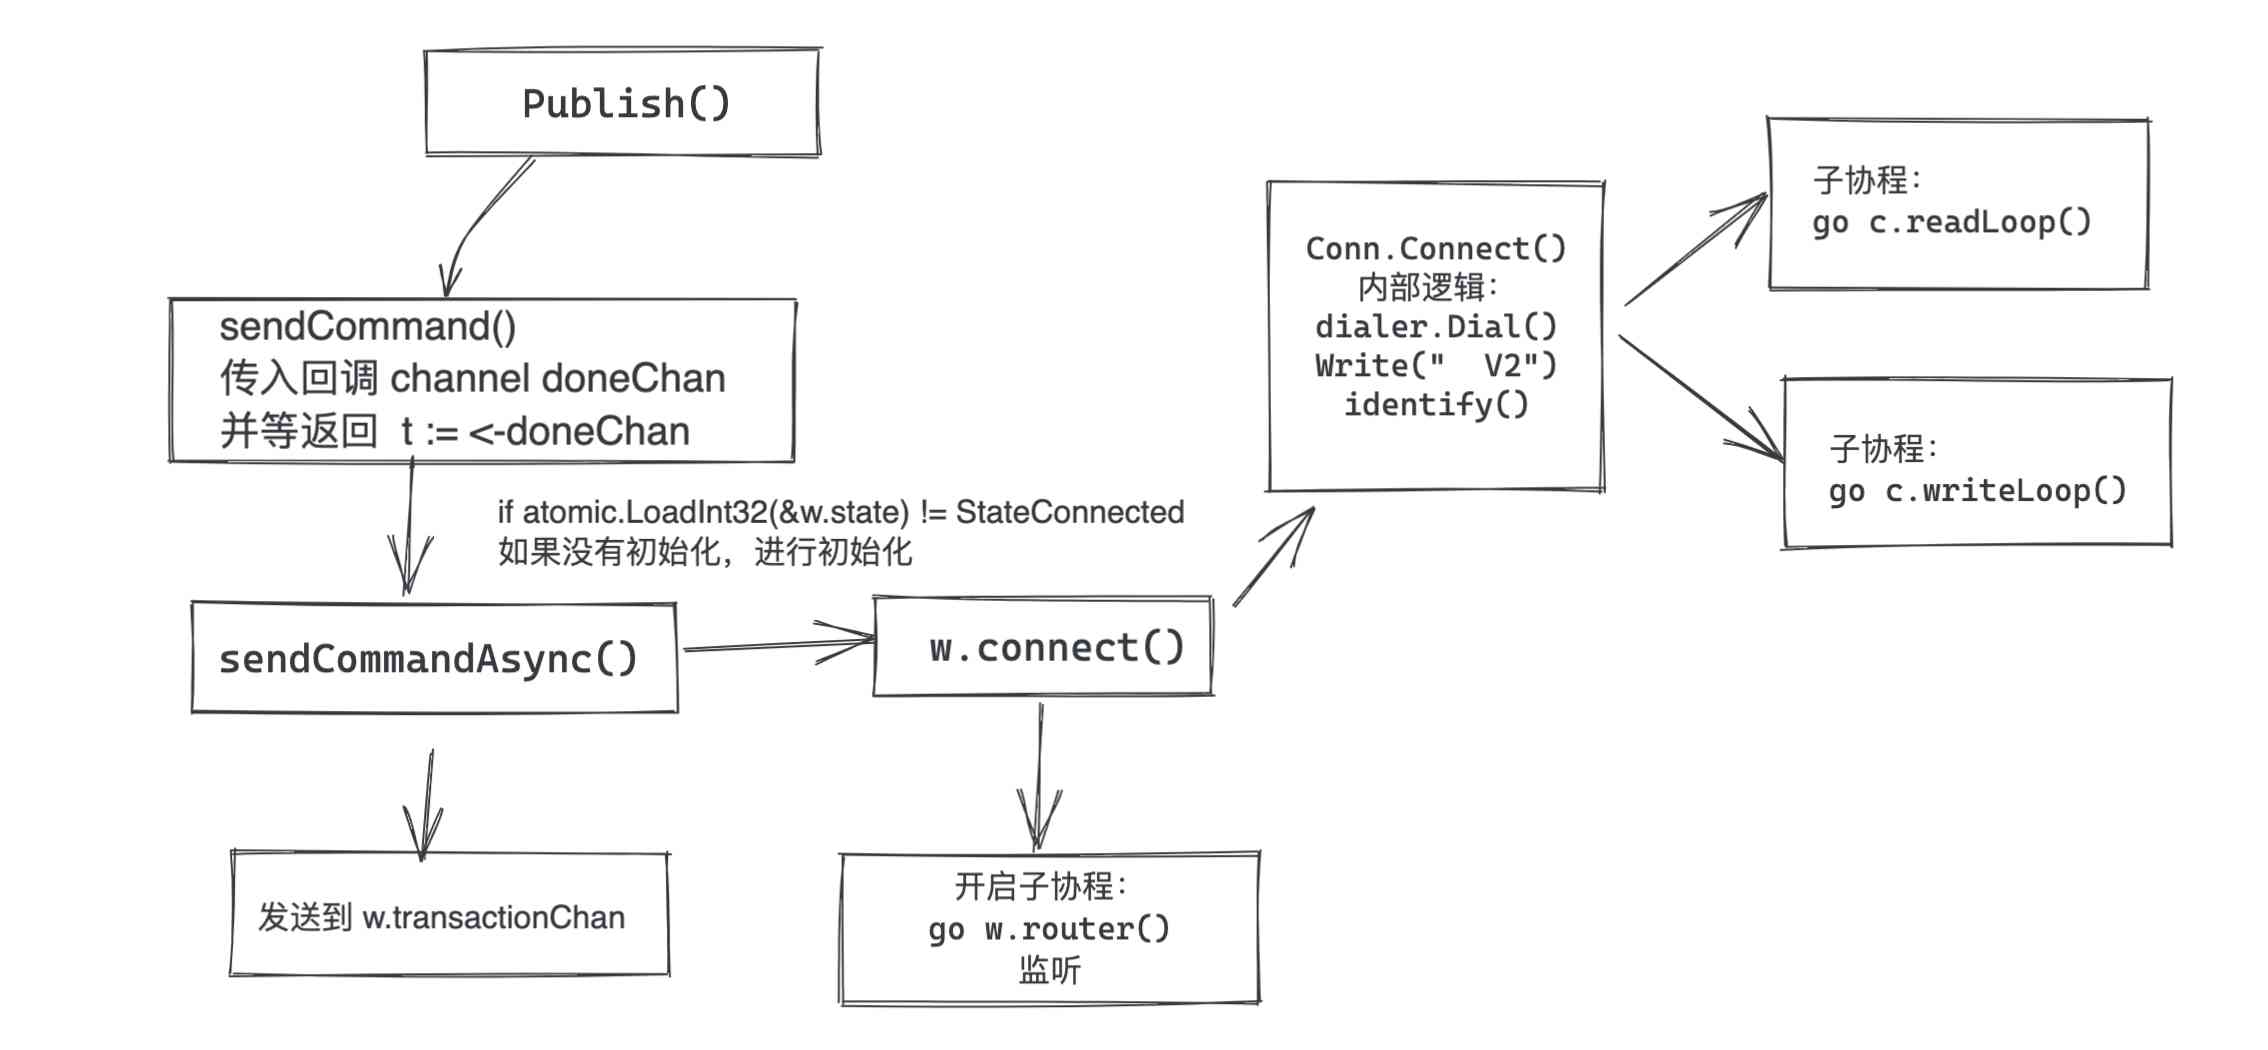 Publish()
sendCommand()
传入回调 channel doneChan
并等返回 t := <-doneChan
if atomic.LoadInt32(&w.state) != StateConnected
如果没有初始化，进行初始化
sendCommandAsync()
w.connect()
发送到 w.transactionChan
开启子协程：
go w.router()
监听
Conn.Connect()
内部逻辑：
dialer.Dial()
Write("  V2")
identify()
子协程：
go c.readLoop()
子协程：
go c.writeLoop()